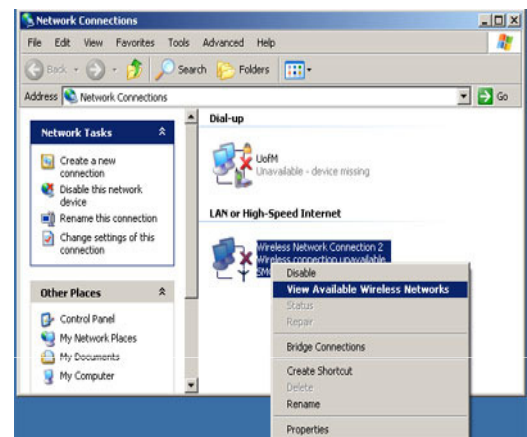 Network Connections
File Edit View Favorites Tools Advanced Help
Back Search Folders
Address Network Connections Go
Network Tasks
Create a new
connection
Disable this network
device
Rename this connection
Change settings of this
connection
Other Places
Control Panel
My Network Places
My Documents
My Computer
Dial-up
UofM
Unavailable - device missing
LAN or High-Speed Internet
Wireless Network Connection 2
Wireless connection unavailable
Disable
View Available Wireless Networks
Status
Repair
Bridge Connections
Create Shortcut
Delete
Rename
Properties